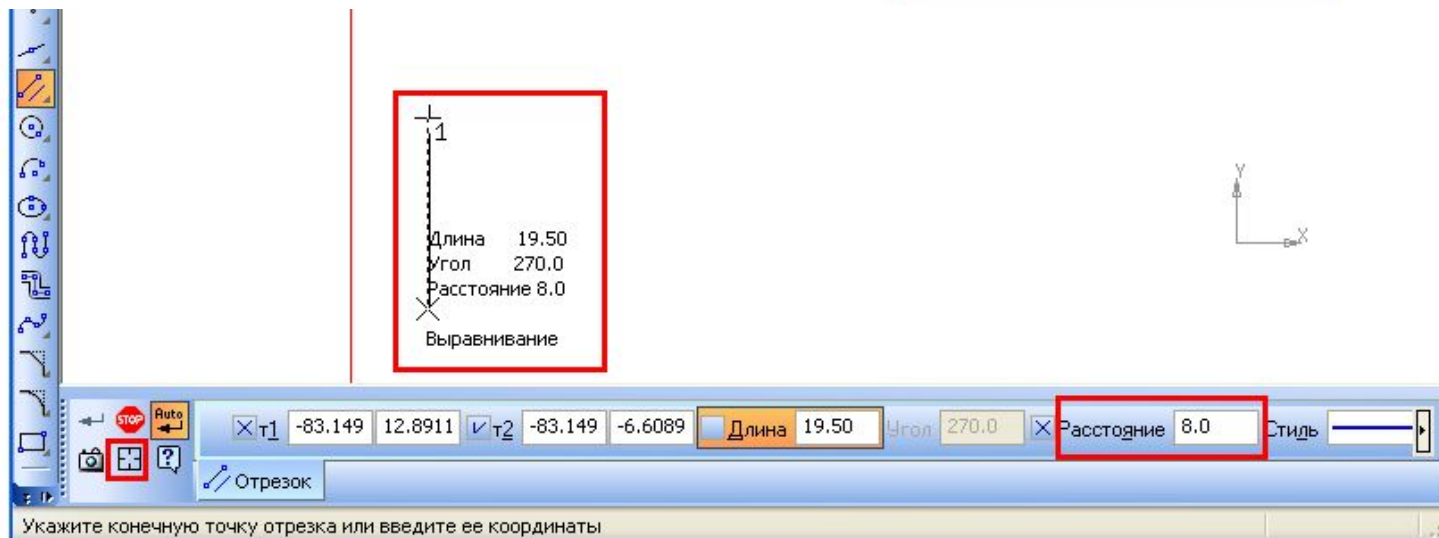 1
Длина 19.50
Угол 270.0
Расстояние 8.0
Выравнивание
Y
X
STOP Auto т1 -83.149 12.8911 т2 -83.149 -6.6089 Длина 19.50 Угол 270.0 Расстояние 8.0 Стиль
Отрезок
Укажите конечную точку отрезка или введите ее координаты